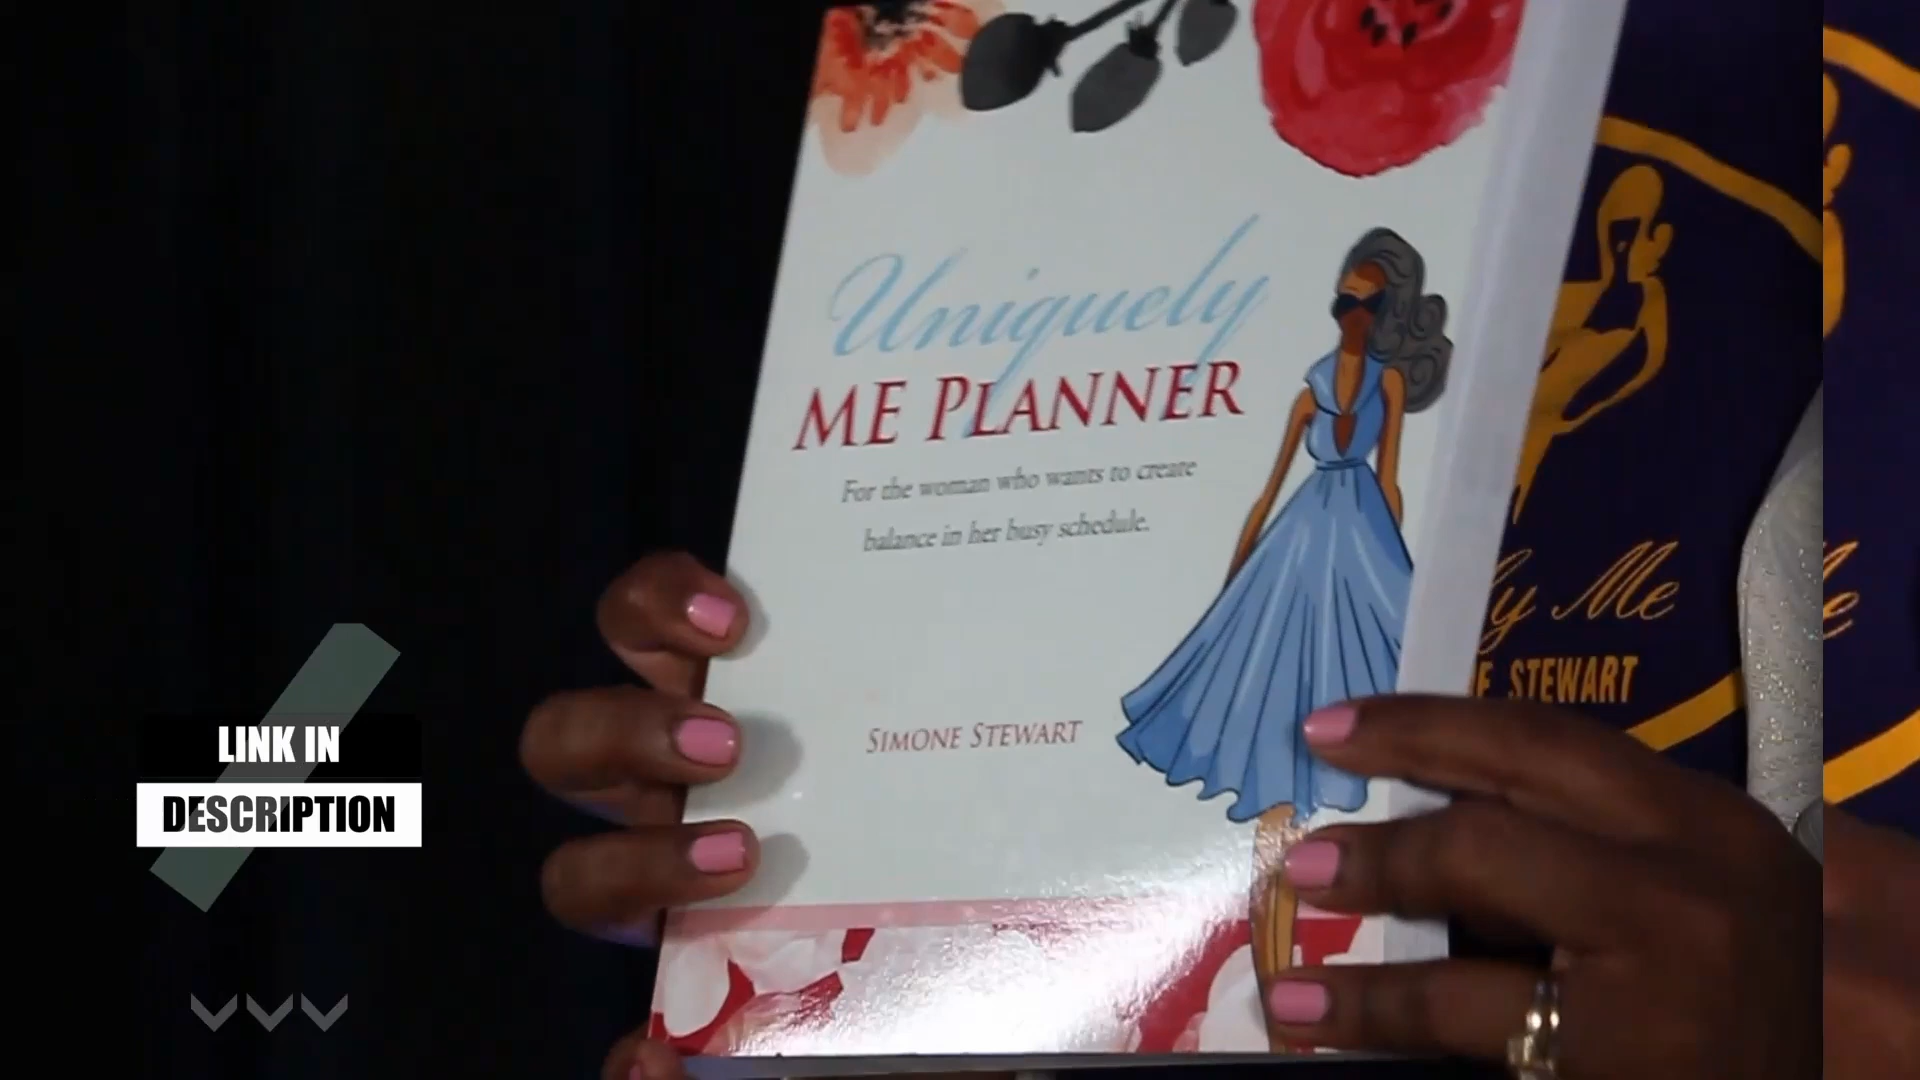 Uniquely
ME PLANNER
For the woman who wants to create
balance in her busy schedule.
SIMONE STEWART
Me
STEWART
LINK IN
DESCRIPTION